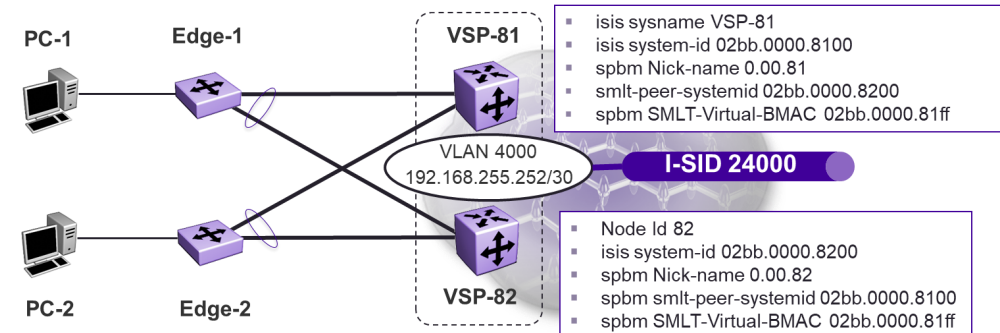 PC-1
Edge-1
VSP-81
isis sysname VSP-81
isis system-id 02bb.0000.8100
spbm Nick-name 0.00.81
smlt-peer-systemid 02bb.0000.8200
spbm SMLT-Virtual-BMAC 02bb.0000.81ff
VLAN 4000
192.168.255.252/30
I-SID 24000
PC-2
Edge-2
VSP-82
Node Id 82
isis system-id 02bb.0000.8200
spbm Nick-name 0.00.82
spbm smlt-peer-systemid 02bb.0000.8100
spbm SMLT-Virtual-BMAC 02bb.0000.81ff